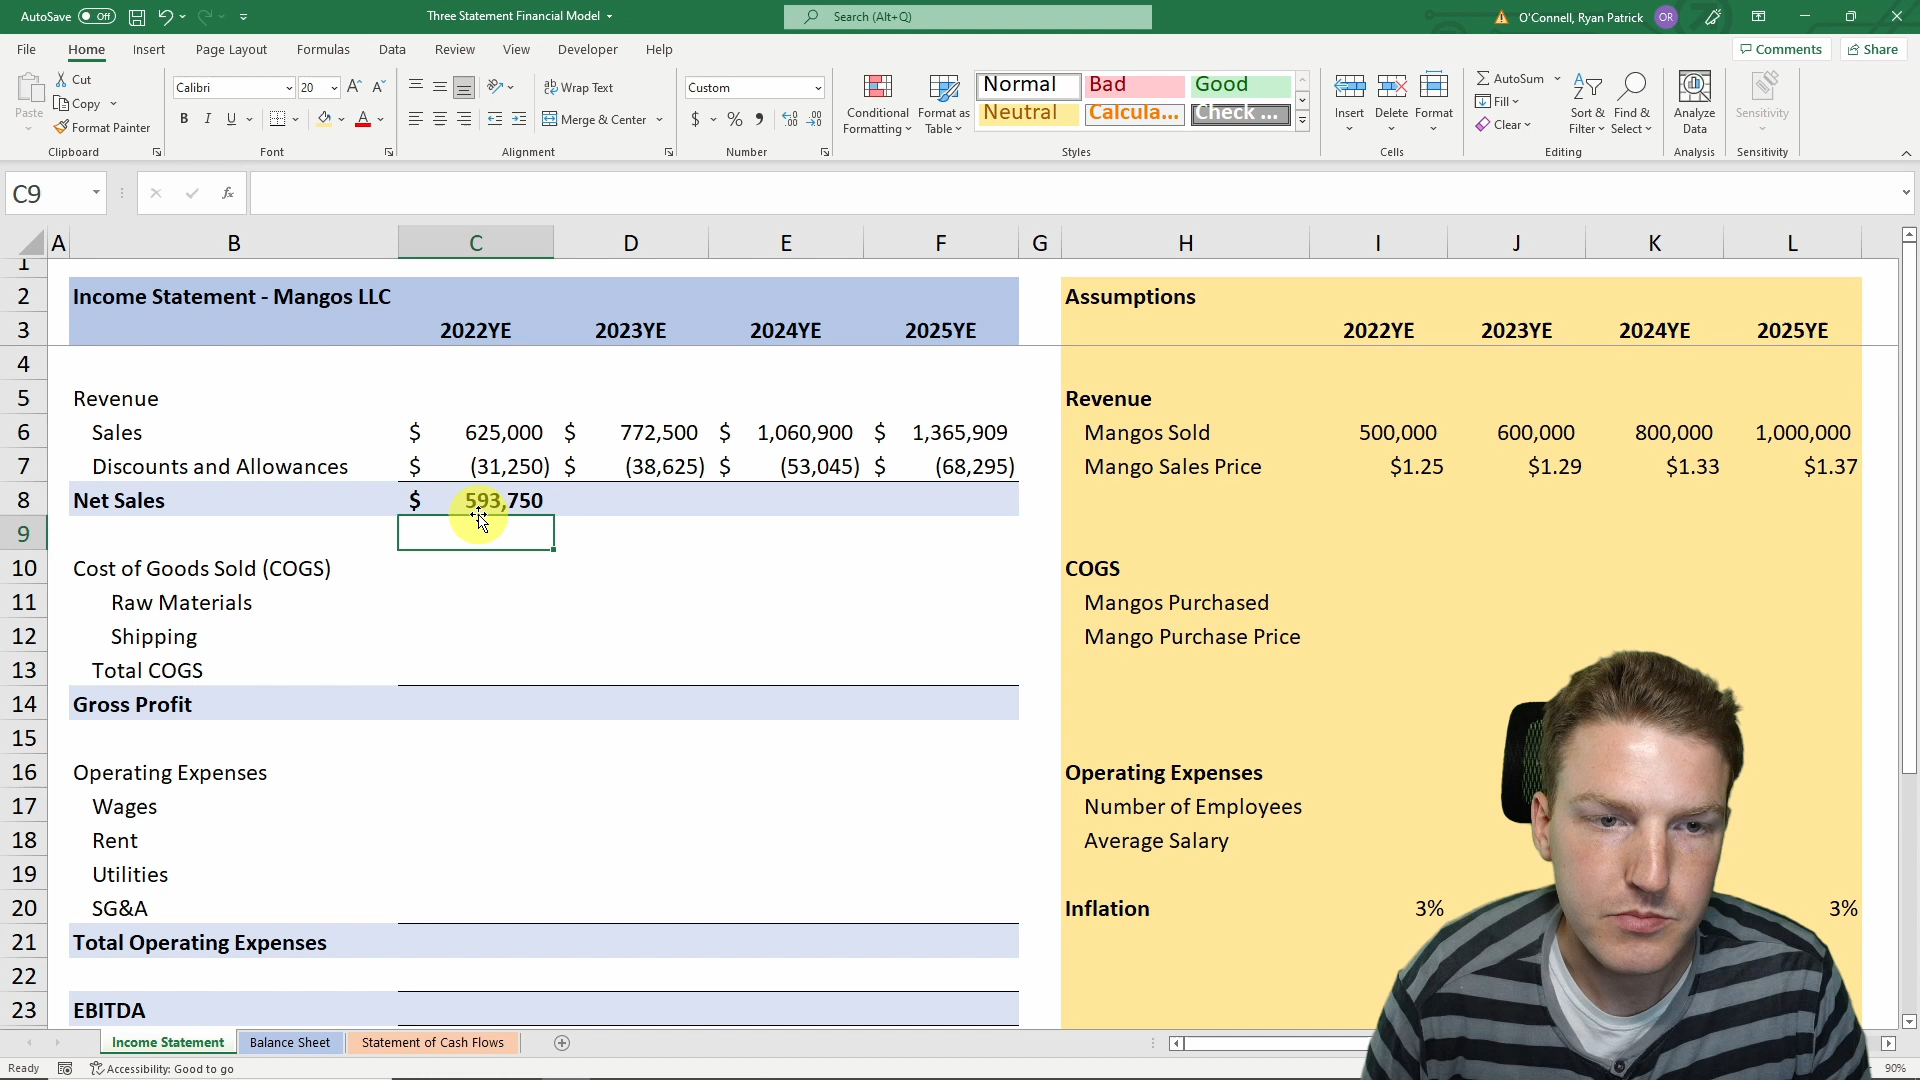 AutoSave Off Three Statement Financial Model Search (Alt+Q) O'Connell, Ryan Patrick OR
File Home Insert Page Layout Formulas Data Review View Developer Help Comments Share
Paste Cut Copy Format Painter Clipboard
Calibri 20 B I U A Font
Wrap Text Merge & Center Alignment
Custom $ % Number
Conditional Formatting Format as Table Normal Bad Good Neutral Calcula... Check ... Styles
Insert Delete Format Cells
AutoSum Fill Clear Sort & Filter Find & Select Editing
Analyze Data Analysis
Sensitivity Sensitivity
C9 fx
A B C D E F G H I J K L
1
2 Income Statement - Mangos LLC Assumptions
3 2022YE 2023YE 2024YE 2025YE 2022YE 2023YE 2024YE 2025YE
4
5 Revenue Revenue
6 Sales $ 625,000 $ 772,500 $ 1,060,900 $ 1,365,909 Mangos Sold 500,000 600,000 800,000 1,000,000
7 Discounts and Allowances $ (31,250) $ (38,625) $ (53,045) $ (68,295) Mango Sales Price $1.25 $1.29 $1.33 $1.37
8 Net Sales $ 593,750
9
10 Cost of Goods Sold (COGS) COGS
11 Raw Materials Mangos Purchased
12 Shipping Mango Purchase Price
13 Total COGS
14 Gross Profit
15
16 Operating Expenses Operating Expenses
17 Wages Number of Employees
18 Rent Average Salary
19 Utilities
20 SG&A Inflation 3% 3%
21 Total Operating Expenses
22
23 EBITDA
Income Statement Balance Sheet Statement of Cash Flows
Ready Accessibility: Good to go 90%